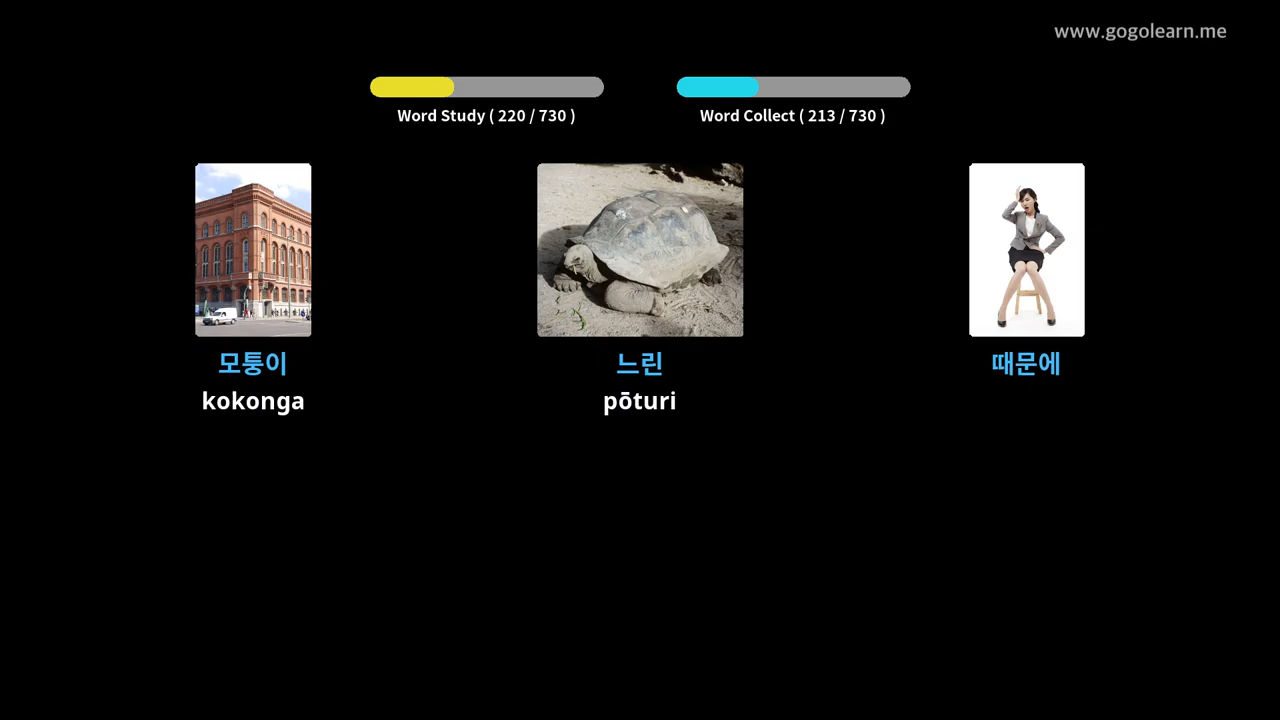 www.gogolearn.me
Word Study ( 220 / 730 )
Word Collect ( 213 / 730 )
모퉁이
kokonga
느린
pōturi
때문에